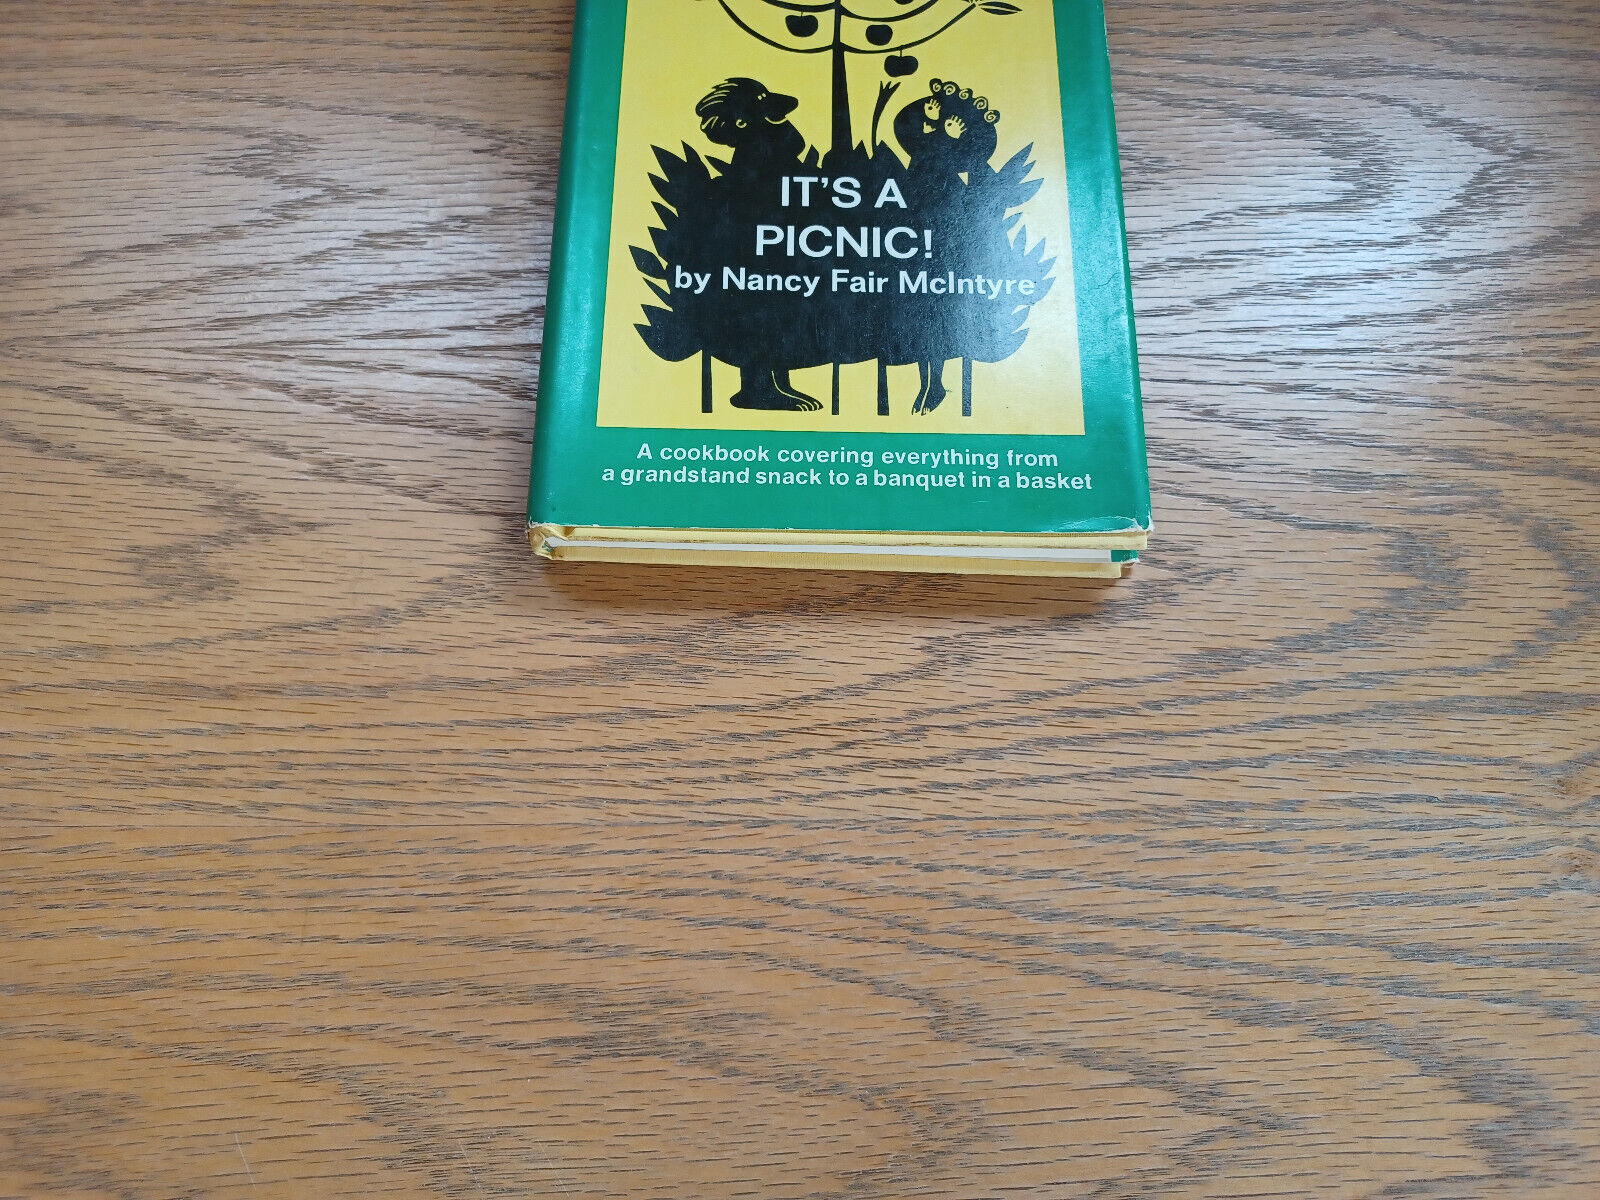 IT'S A
PICNIC!
by Nancy Fair McIntyre
A cookbook covering everything from
a grandstand snack to a banquet in a basket